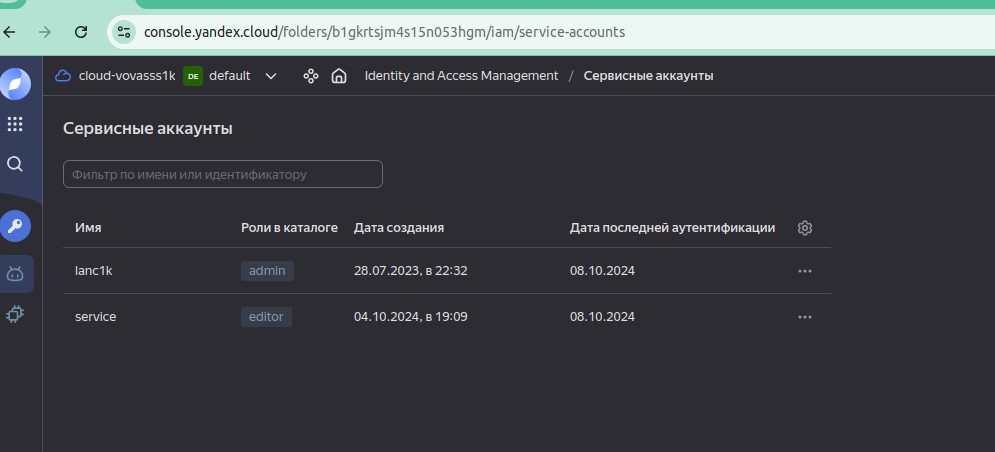 console.yandex.cloud/folders/b1gkrtsjm4s15n053hgm/iam/service-accounts
cloud-vovasss1k DE default Identity and Access Management / Сервисные аккаунты
Сервисные аккаунты
Фильтр по имени или идентификатору
Имя Роли в каталоге Дата создания Дата последней аутентификации
lanc1k admin 28.07.2023, в 22:32 08.10.2024
service editor 04.10.2024, в 19:09 08.10.2024